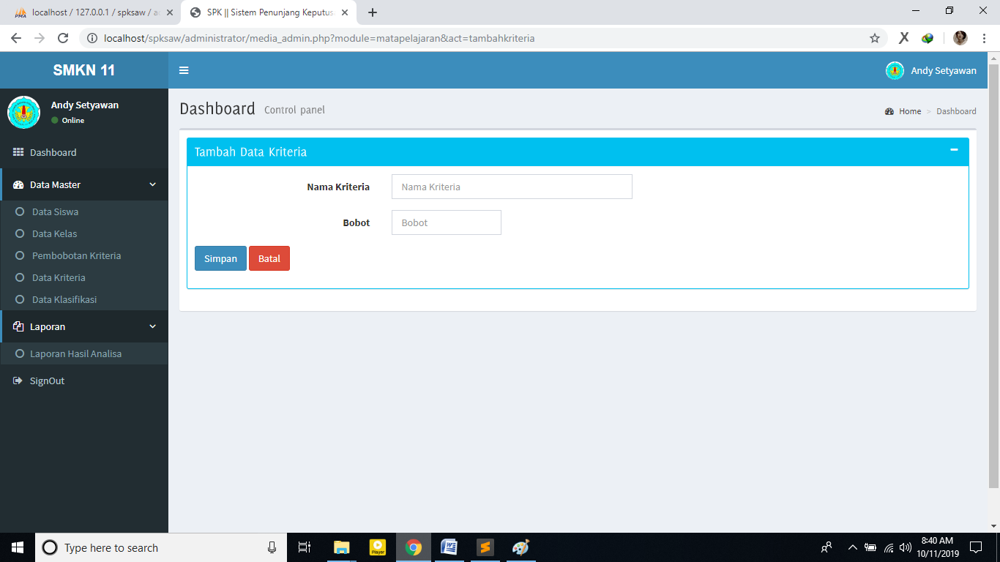 localhost / 127.0.0.1 / spksaw / a
SPK || Sistem Penunjang Keputus
localhost/spksaw/administrator/media_admin.php?module=matapelajaran&act=tambahkriteria
SMKN 11
Andy Setyawan
Andy Setyawan
Online
Dashboard Control panel
Home > Dashboard
Dashboard
Data Master
Data Siswa
Data Kelas
Pembobotan Kriteria
Data Kriteria
Data Klasifikasi
Laporan
Laporan Hasil Analisa
SignOut
Tambah Data Kriteria
Nama Kriteria Nama Kriteria
Bobot Bobot
Simpan Batal
Type here to search
8:40 AM
10/11/2019